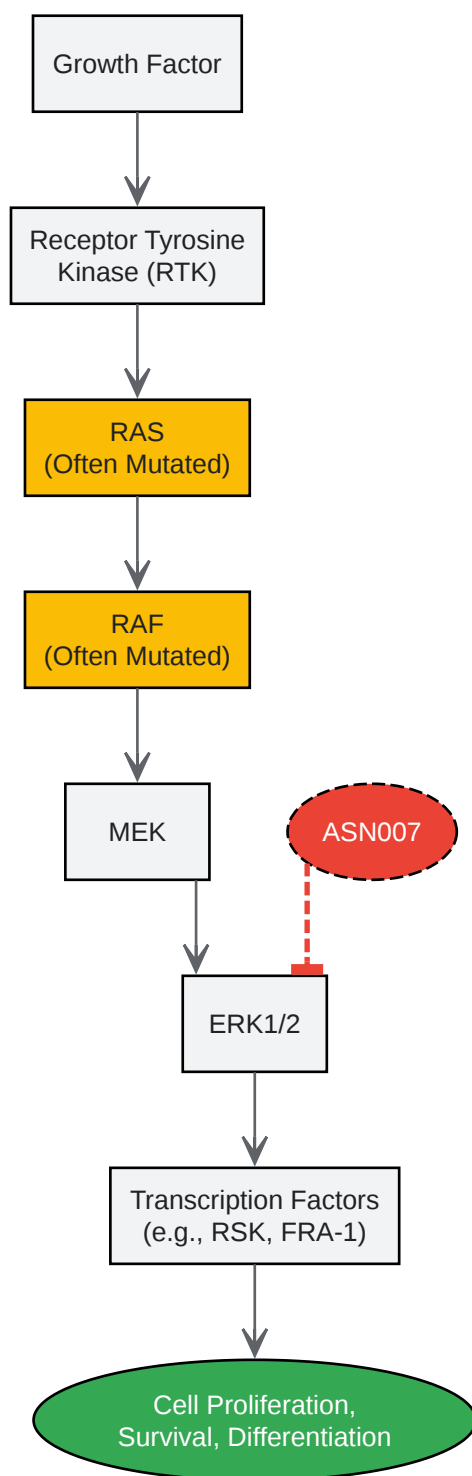 Growth Factor
Receptor Tyrosine
Kinase (RTK)
RAS
(Often Mutated)
RAF
(Often Mutated)
MEK
ASN007
ERK1/2
Transcription Factors
(e.g., RSK, FRA-1)
Cell Proliferation,
Survival, Differentiation